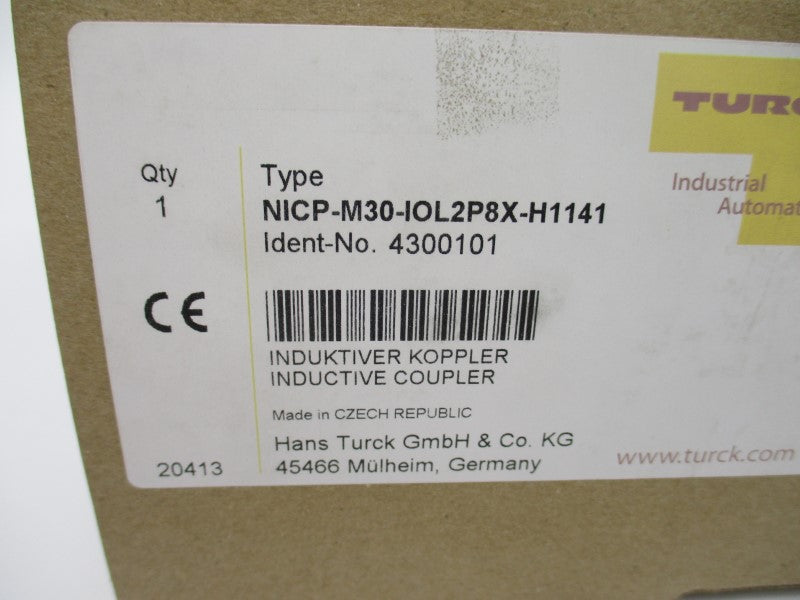 TURC
Industrial
Automat
Qty
1
Type
NICP-M30-IOL2P8X-H1141
Ident-No. 4300101
CE
INDUKTIVER KOPPLER
INDUCTIVE COUPLER
Made in CZECH REPUBLIC
Hans Turck GmbH & Co. KG
45466 Mülheim, Germany
20413
www.turck.com